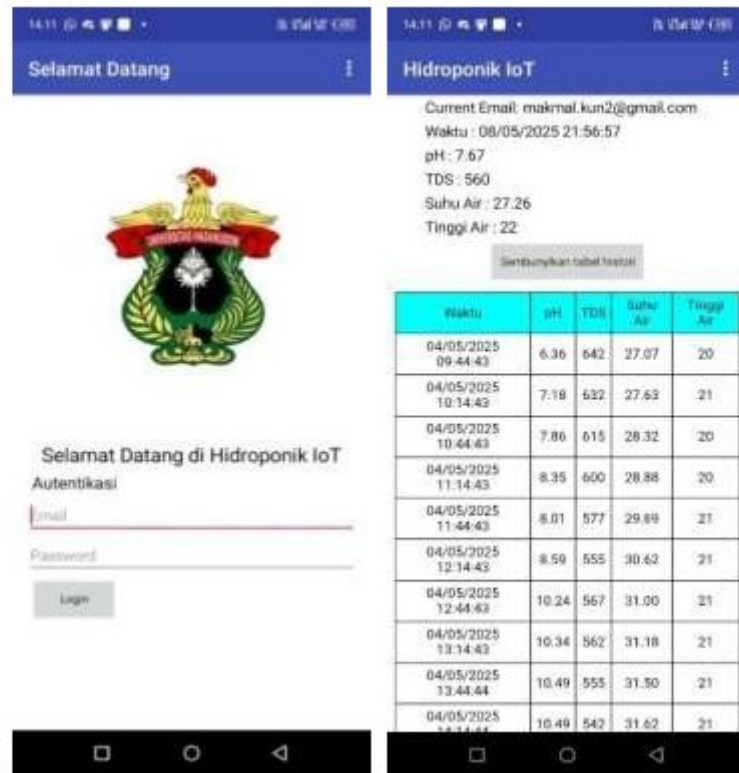 14.11
Selamat Datang
UNIVERSITAS HASANUDDIN
Selamat Datang di Hidroponik IoT
Autentikasi
Email
Password
Login
14.11
Hidroponik IoT
Current Email: makmal.kun2@gmail.com
Waktu : 08/05/2025 21:56:57
pH : 7.67
TDS : 560
Suhu Air : 27.26
Tinggi Air : 22
Sembunyikan tabel histori
Waktu pH TDS Suhu Air Tinggi Air
04/05/2025 09:44:43 6.36 642 27.07 20
04/05/2025 10:14:43 7.18 632 27.63 21
04/05/2025 10:44:43 7.86 615 28.32 20
04/05/2025 11:14:43 8.35 600 28.88 20
04/05/2025 11:44:43 8.01 577 29.69 21
04/05/2025 12:14:43 8.59 555 30.62 21
04/05/2025 12:44:43 10.24 567 31.00 21
04/05/2025 13:14:43 10.34 562 31.18 21
04/05/2025 13:44:44 10.49 555 31.50 21
04/05/2025 14:14:44 10.49 542 31.62 21